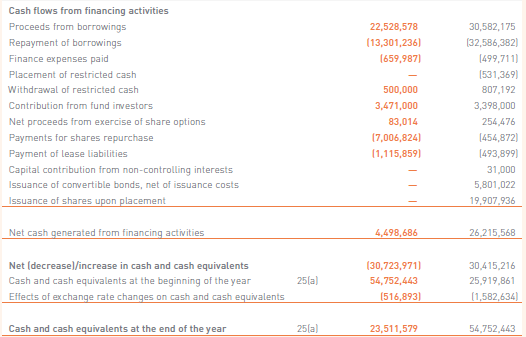 Cash flows from financing activities
Proceeds from borrowings 22,528,578 30,582,175
Repayment of borrowings (13,301,236) (32,586,382)
Finance expenses paid (659,987) (499,711)
Placement of restricted cash — (531,369)
Withdrawal of restricted cash 500,000 807,192
Contribution from fund investors 3,471,000 3,398,000
Net proceeds from exercise of share options 83,014 254,476
Payments for shares repurchase (7,006,824) (454,872)
Payment of lease liabilities (1,115,859) (493,899)
Capital contribution from non-controlling interests — 31,000
Issuance of convertible bonds, net of issuance costs — 5,801,022
Issuance of shares upon placement — 19,907,936
Net cash generated from financing activities 4,498,686 26,215,568
Net (decrease)/increase in cash and cash equivalents (30,723,971) 30,415,216
Cash and cash equivalents at the beginning of the year 25(a) 54,752,443 25,919,861
Effects of exchange rate changes on cash and cash equivalents (516,893) (1,582,634)
Cash and cash equivalents at the end of the year 25(a) 23,511,579 54,752,443